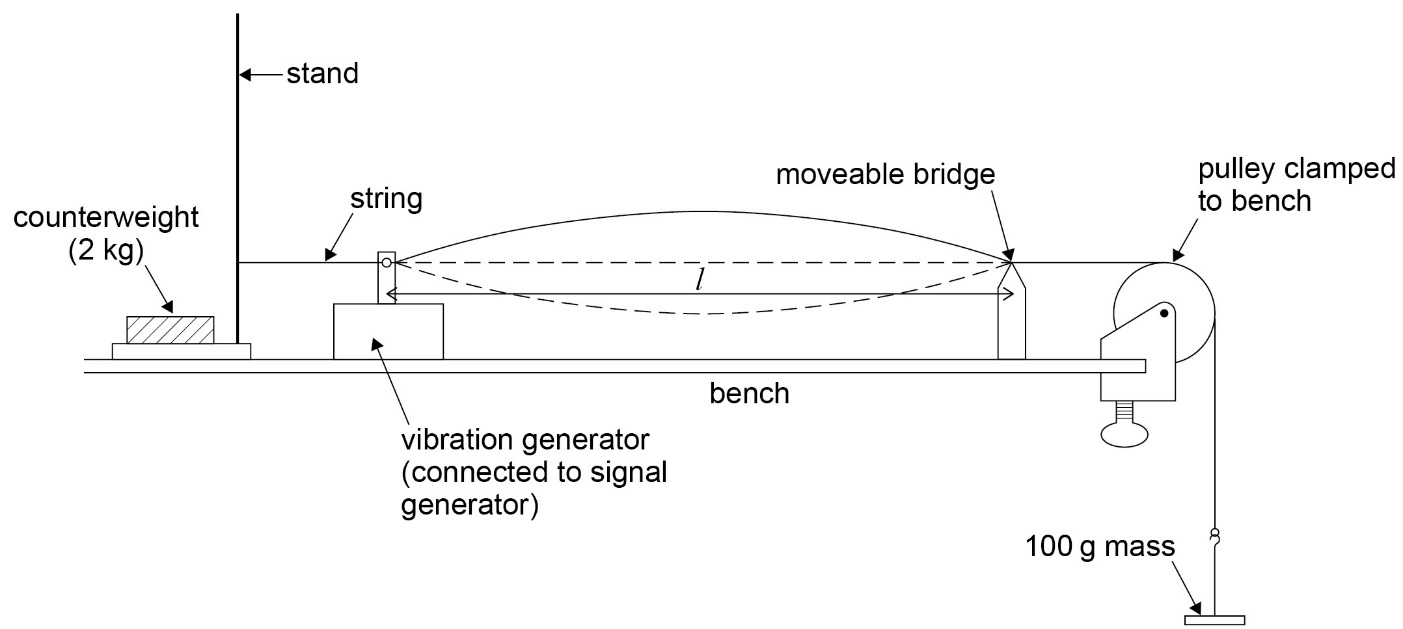 stand
moveable bridge
pulley clamped
to bench
string
counterweight
(2 kg)
l
bench
vibration generator
(connected to signal
generator)
100 g mass